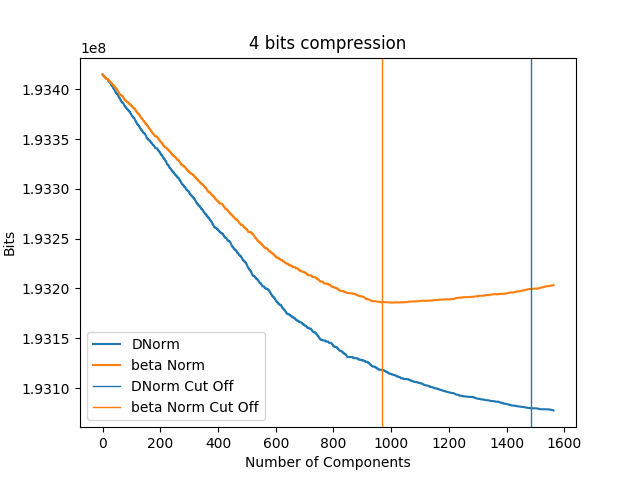 4 bits compression
1e8
1.9340
1.9335
1.9330
1.9325
1.9320
1.9315
1.9310
Bits
DNorm
beta Norm
DNorm Cut Off
beta Norm Cut Off
0 200 400 600 800 1000 1200 1400 1600
Number of Components